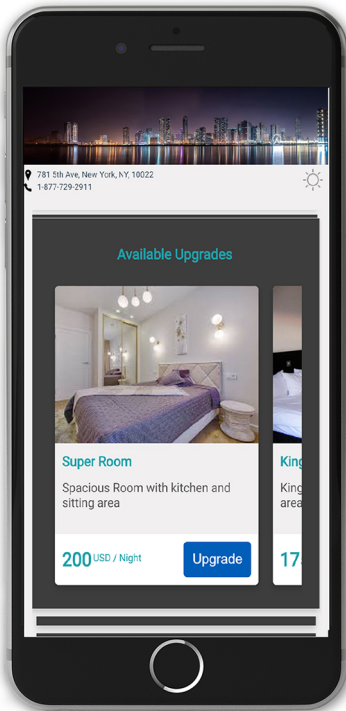 781 5th Ave, New York, NY, 10022
1-877-729-2911
Available Upgrades
Super Room
Spacious Room with kitchen and
sitting area
200 USD / Night
Upgrade
King
King
area
17